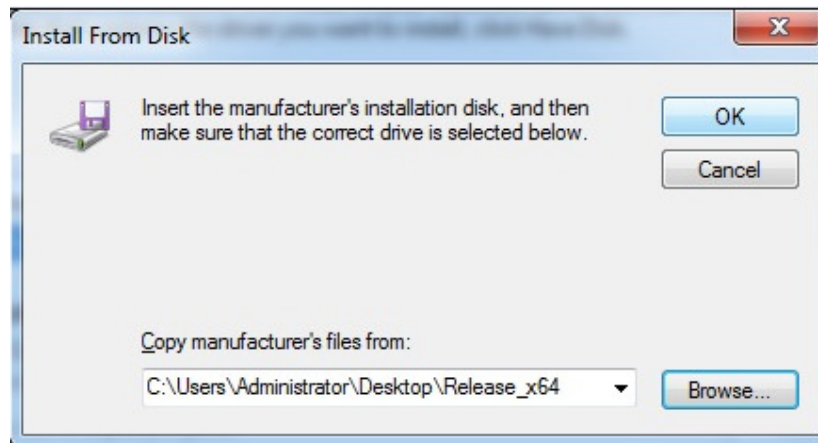 Install From Disk
Insert the manufacturer's installation disk, and then
make sure that the correct drive is selected below.
OK
Cancel
Copy manufacturer's files from:
C:\Users\Administrator\Desktop\Release_x64
Browse...